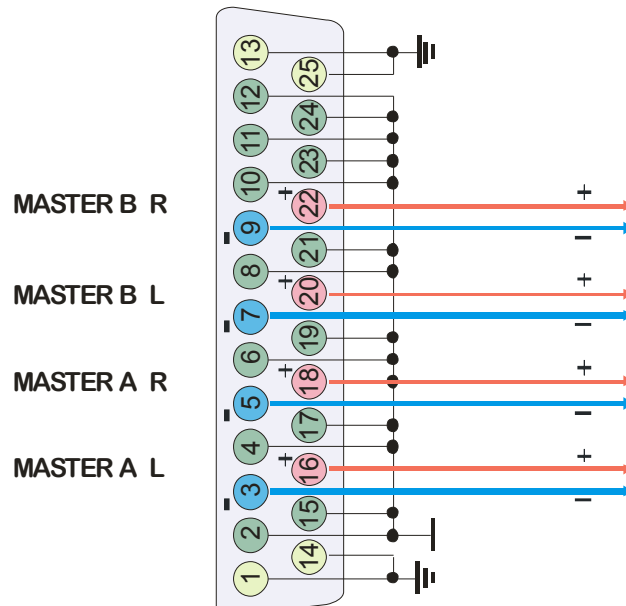 13
25
12
24
11
23
10
MASTER B R + 22 +
- 9 -
21
8
MASTER B L + 20 +
- 7 -
19
6
MASTER A R + 18 +
- 5 -
17
4
MASTER A L + 16 +
- 3 -
15
2
14
1